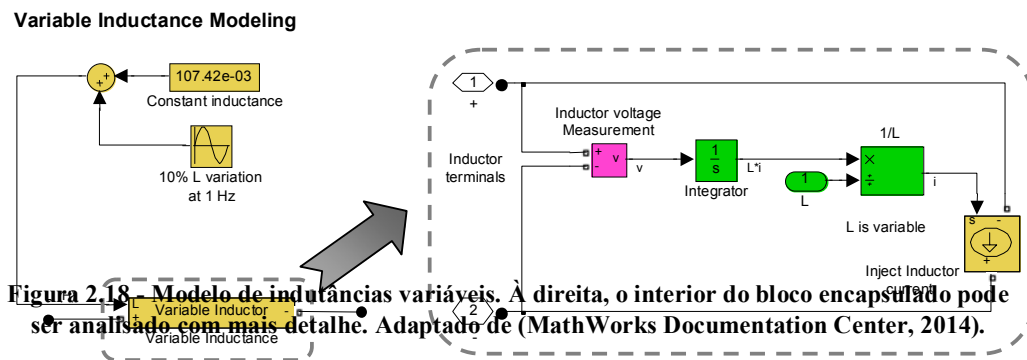 Variable Inductance Modeling
+
+
107.42e-03
Constant inductance
10% L variation
at 1 Hz
L
+
-
Variable Inductor
Variable Inductance
1
+
Inductor
terminals
Inductor voltage
Measurement
+
-
v
v
1
s
Integrator
L*i
1
L
1/L
×
÷
i
L is variable
s
-
+
Inject Inductor
current
2
-
Figura 2.18 - Modelo de indutâncias variáveis. À direita, o interior do bloco encapsulado pode
ser analisado com mais detalhe. Adaptado de (MathWorks Documentation Center, 2014).